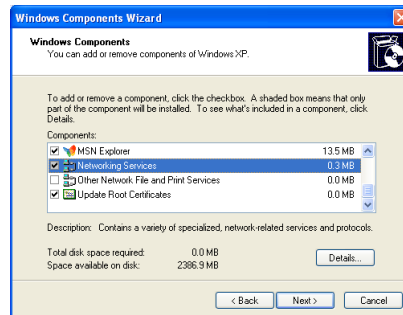 Windows Components Wizard
Windows Components
You can add or remove components of Windows XP.
To add or remove a component, click the checkbox. A shaded box means that only
part of the component will be installed. To see what's included in a component, click
Details.
Components:
MSN Explorer 13.5 MB
Networking Services 0.3 MB
Other Network File and Print Services 0.0 MB
Update Root Certificates 0.0 MB
Description: Contains a variety of specialized, network-related services and protocols.
Total disk space required: 0.0 MB
Space available on disk: 2386.9 MB
Details...
< Back Next > Cancel